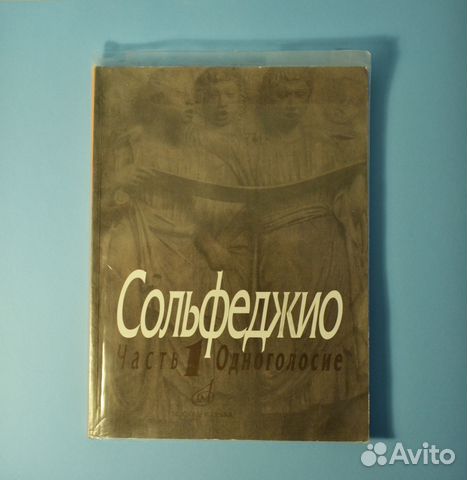 Сольфеджио
Часть 1 Одноголосие
Avito